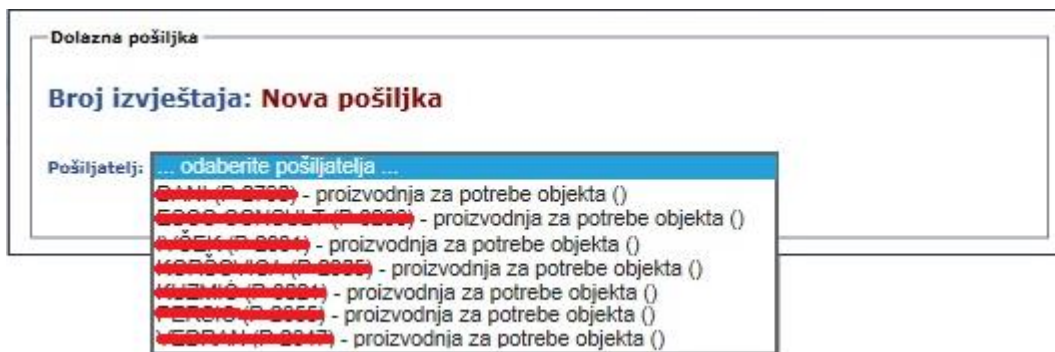 Dolazna pošiljka
Broj izvještaja: Nova pošiljka
Pošiljatelj: ... odaberite pošiljatelja ...
- proizvodnja za potrebe objekta ()
- proizvodnja za potrebe objekta ()
- proizvodnja za potrebe objekta ()
- proizvodnja za potrebe objekta ()
- proizvodnja za potrebe objekta ()
- proizvodnja za potrebe objekta ()
- proizvodnja za potrebe objekta ()